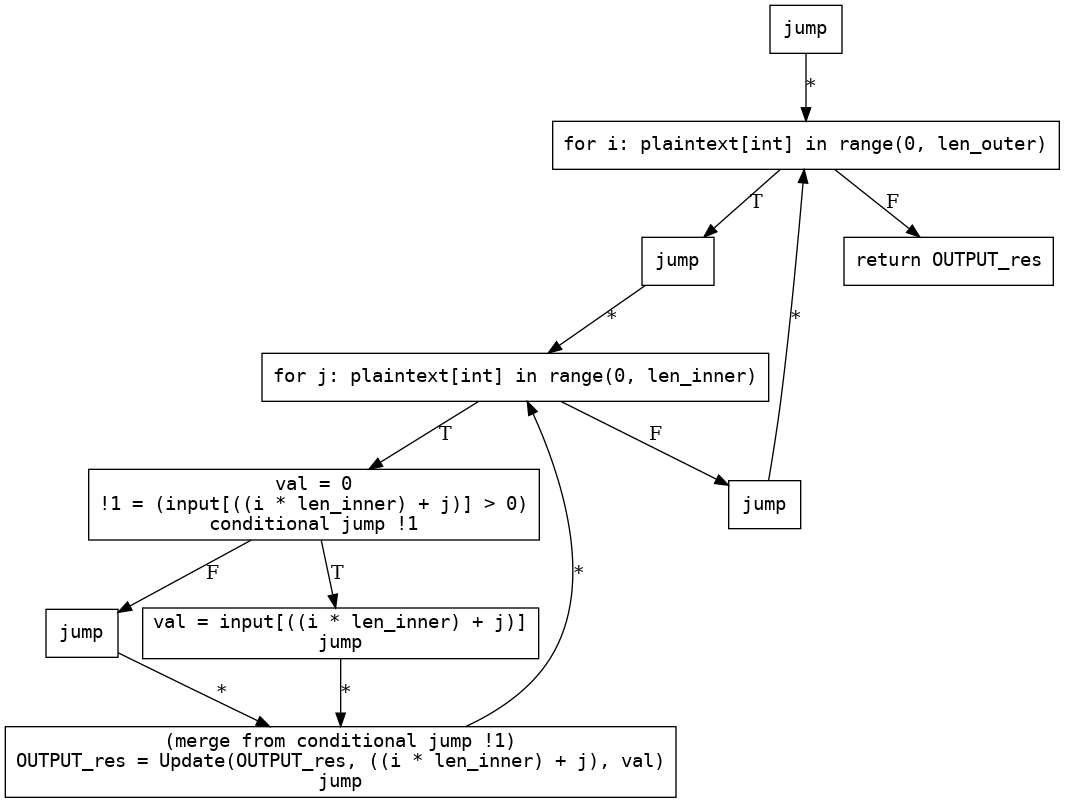 jump
*
for i: plaintext[int] in range(0, len_outer)
T
F
jump
return OUTPUT_res
*
*
for j: plaintext[int] in range(0, len_inner)
T
F
val = 0
!1 = (input[((i * len_inner) + j)] > 0)
conditional jump !1
jump
F
T
*
jump
val = input[((i * len_inner) + j)]
jump
*
*
(merge from conditional jump !1)
OUTPUT_res = Update(OUTPUT_res, ((i * len_inner) + j), val)
jump